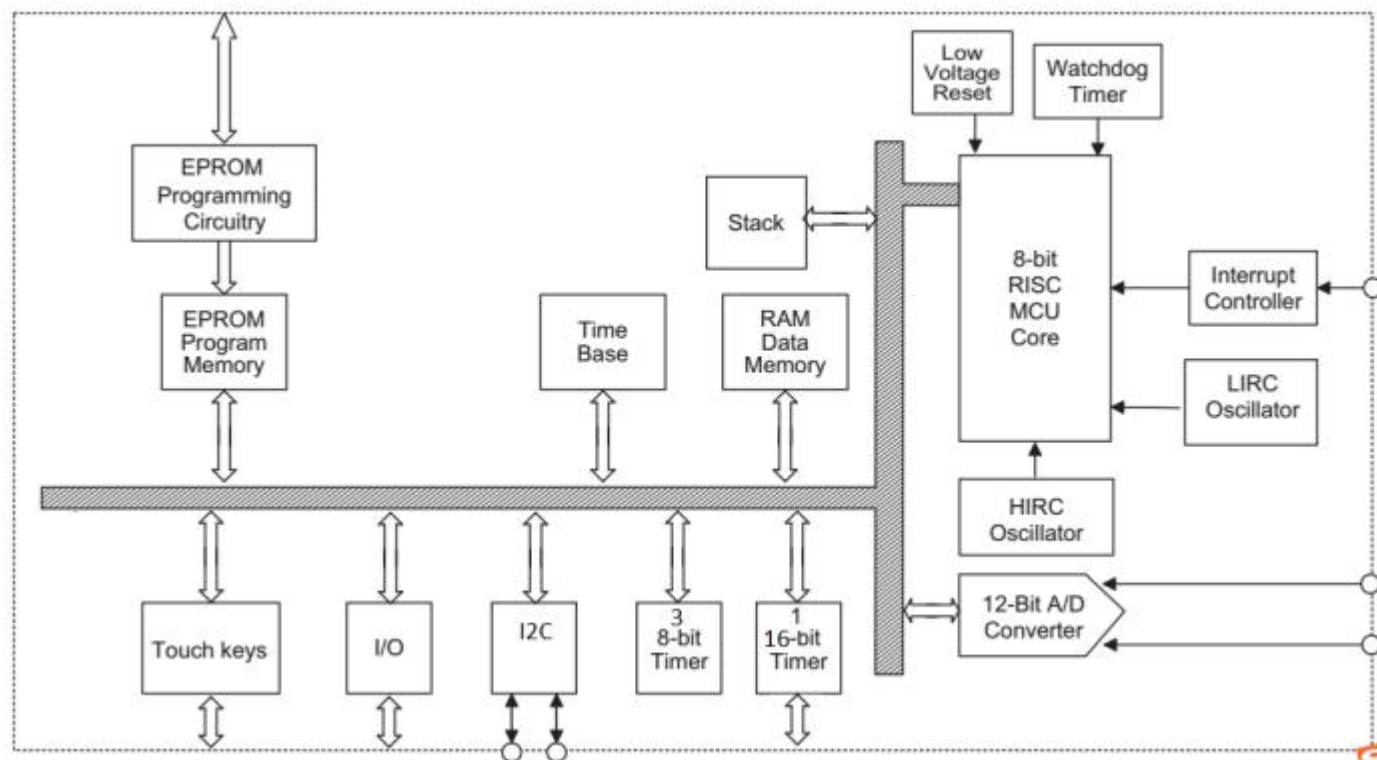 Low
Voltage
Reset
Watchdog
Timer
EPROM
Programming
Circuitry
Stack
8-bit
RISC
MCU
Core
Interrupt
Controller
EPROM
Program
Memory
Time
Base
RAM
Data
Memory
LIRC
Oscillator
HIRC
Oscillator
Touch keys
I/O
I2C
3
8-bit
Timer
1
16-bit
Timer
12-Bit A/D
Converter